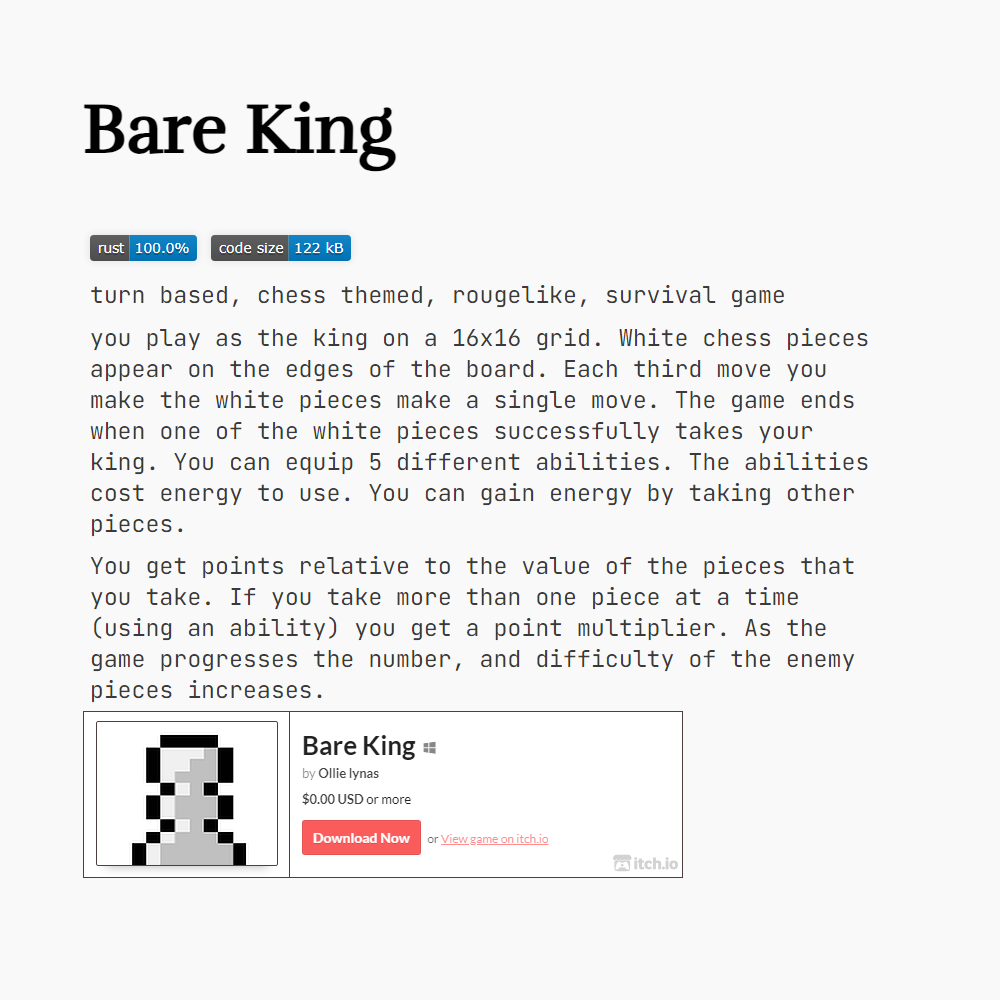 Bare King
rust 100.0% code size 122 kB
turn based, chess themed, rougelike, survival game
you play as the king on a 16x16 grid. White chess pieces
appear on the edges of the board. Each third move you
make the white pieces make a single move. The game ends
when one of the white pieces successfully takes your
king. You can equip 5 different abilities. The abilities
cost energy to use. You can gain energy by taking other
pieces.
You get points relative to the value of the pieces that
you take. If you take more than one piece at a time
(using an ability) you get a point multiplier. As the
game progresses the number, and difficulty of the enemy
pieces increases.
Bare King
by Ollie lynas
$0.00 USD or more
Download Now or View game on itch.io
itch.io